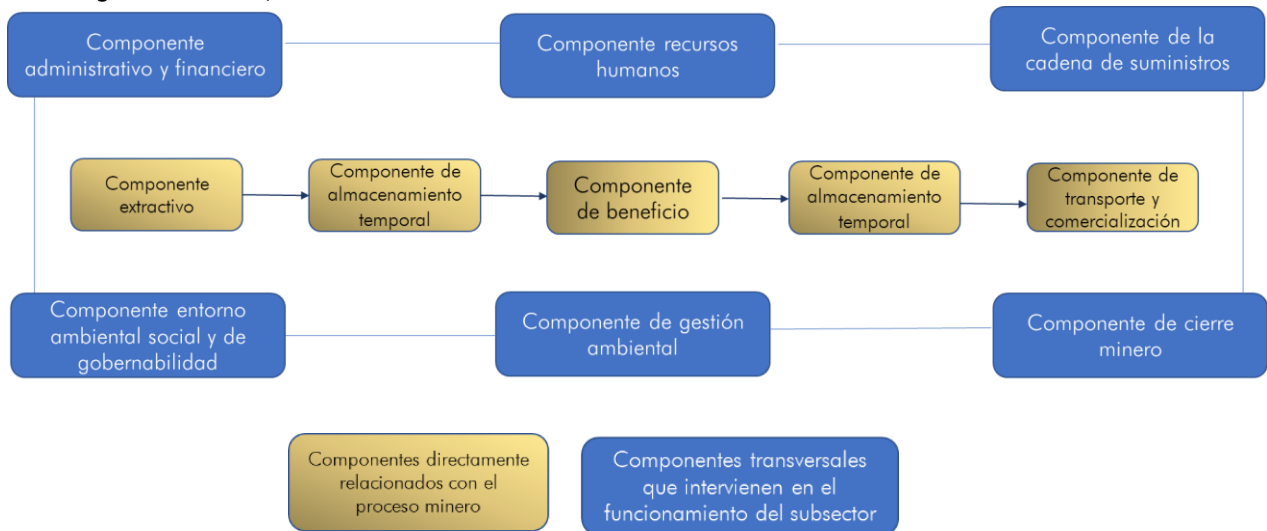 Componente
administrativo y financiero
Componente recursos
humanos
Componente de la
cadena de suministros
Componente
extractivo
Componente de
almacenamiento
temporal
Componente
de beneficio
Componente de
almacenamiento
temporal
Componente de
transporte y
comercialización
Componente entorno
ambiental social y de
gobernabilidad
Componente de gestión
ambiental
Componente de cierre
minero
Componentes directamente
relacionados con el
proceso minero
Componentes transversales
que intervienen en el
funcionamiento del subsector